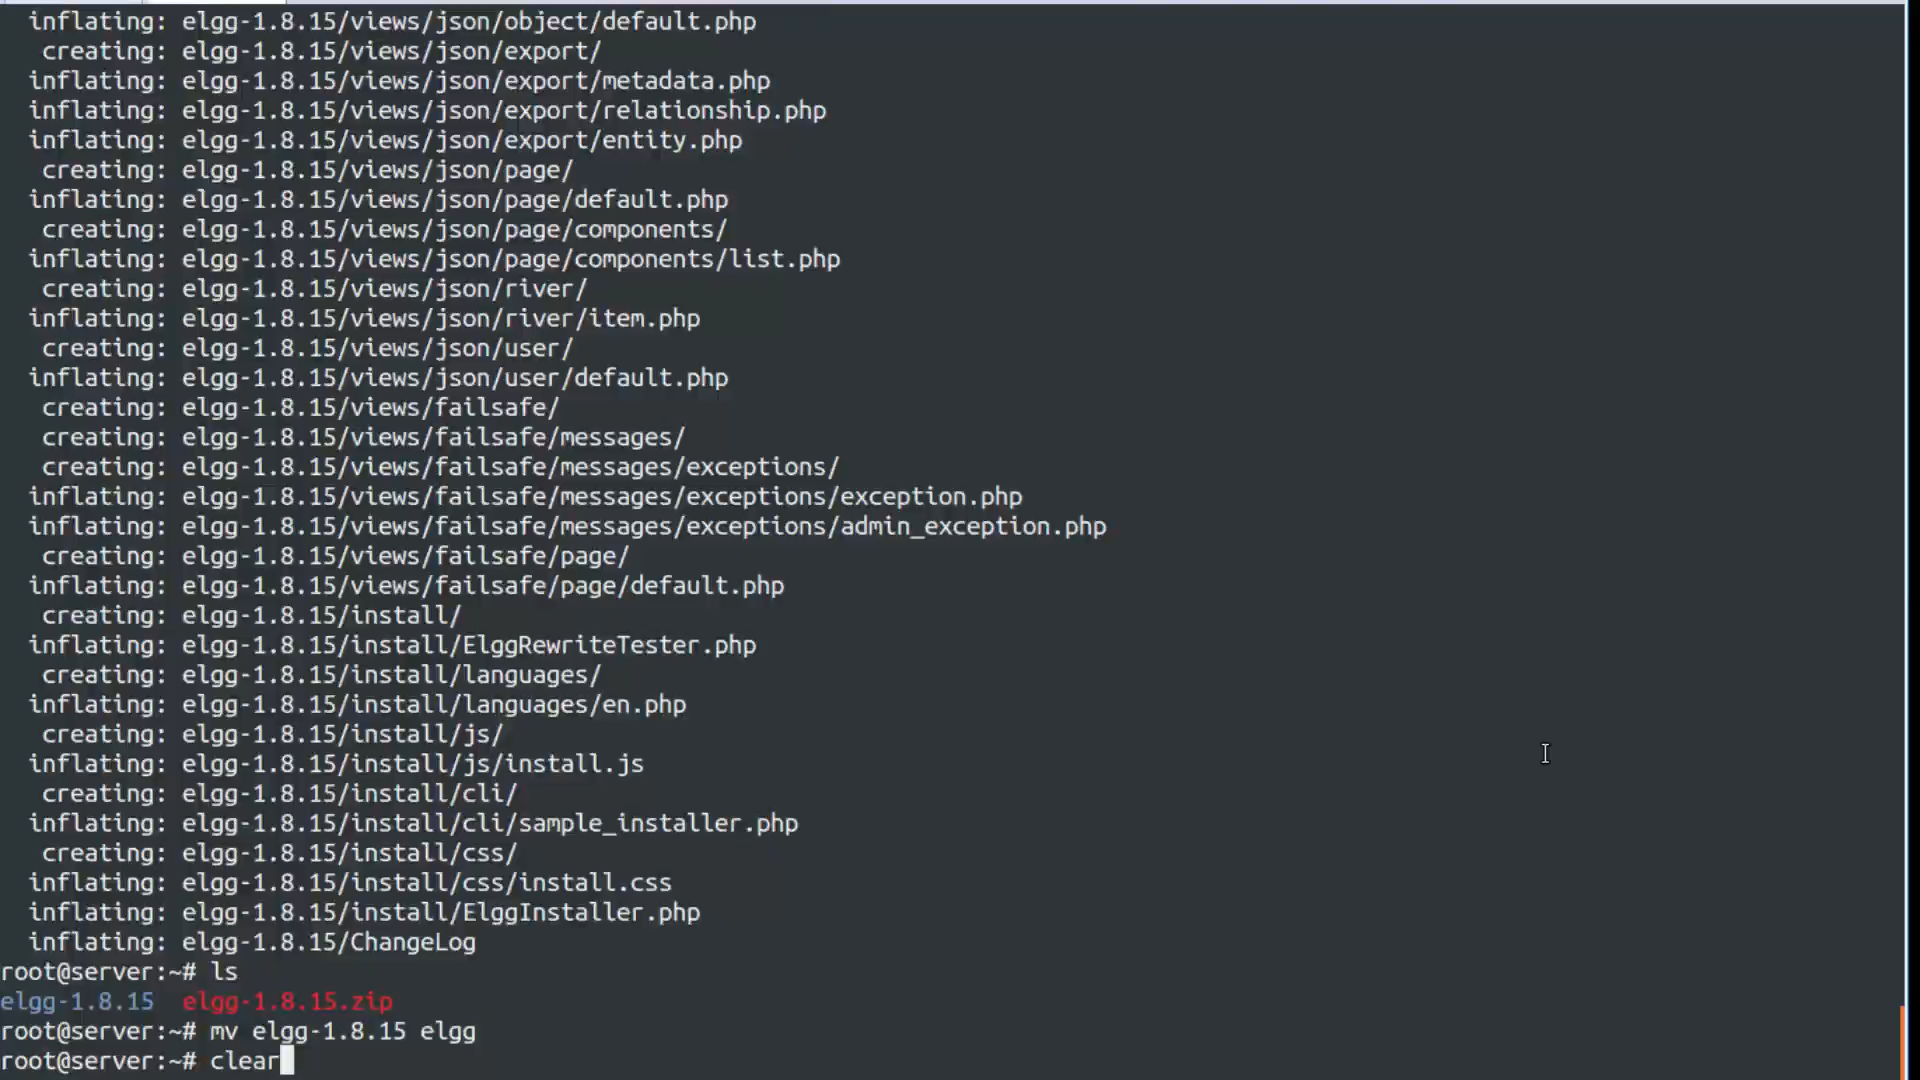 inflating: elgg-1.8.15/views/json/object/default.php
creating: elgg-1.8.15/views/json/export/
inflating: elgg-1.8.15/views/json/export/metadata.php
inflating: elgg-1.8.15/views/json/export/relationship.php
inflating: elgg-1.8.15/views/json/export/entity.php
creating: elgg-1.8.15/views/json/page/
inflating: elgg-1.8.15/views/json/page/default.php
creating: elgg-1.8.15/views/json/page/components/
inflating: elgg-1.8.15/views/json/page/components/list.php
creating: elgg-1.8.15/views/json/river/
inflating: elgg-1.8.15/views/json/river/item.php
creating: elgg-1.8.15/views/json/user/
inflating: elgg-1.8.15/views/json/user/default.php
creating: elgg-1.8.15/views/failsafe/
creating: elgg-1.8.15/views/failsafe/messages/
creating: elgg-1.8.15/views/failsafe/messages/exceptions/
inflating: elgg-1.8.15/views/failsafe/messages/exceptions/exception.php
inflating: elgg-1.8.15/views/failsafe/messages/exceptions/admin_exception.php
creating: elgg-1.8.15/views/failsafe/page/
inflating: elgg-1.8.15/views/failsafe/page/default.php
creating: elgg-1.8.15/install/
inflating: elgg-1.8.15/install/ElggRewriteTester.php
creating: elgg-1.8.15/install/languages/
inflating: elgg-1.8.15/install/languages/en.php
creating: elgg-1.8.15/install/js/
inflating: elgg-1.8.15/install/js/install.js
creating: elgg-1.8.15/install/cli/
inflating: elgg-1.8.15/install/cli/sample_installer.php
creating: elgg-1.8.15/install/css/
inflating: elgg-1.8.15/install/css/install.css
inflating: elgg-1.8.15/install/ElggInstaller.php
inflating: elgg-1.8.15/ChangeLog
root@server:~# ls
elgg-1.8.15  elgg-1.8.15.zip
root@server:~# mv elgg-1.8.15 elgg
root@server:~# clear